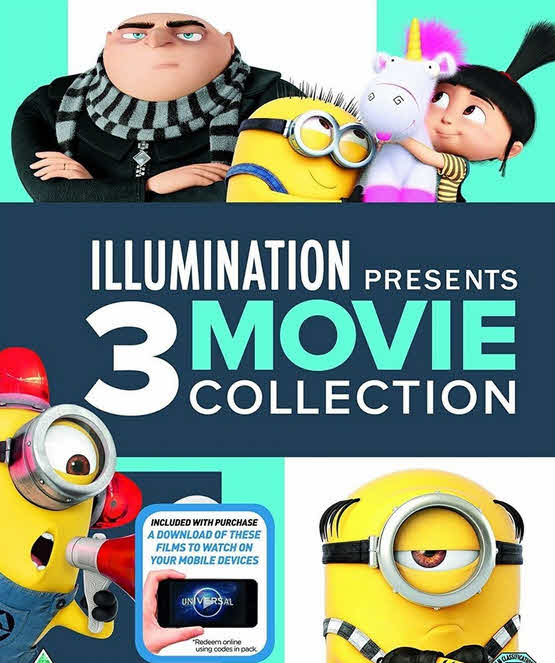 ILLUMINATION PRESENTS
3 MOVIE
COLLECTION
INCLUDED WITH PURCHASE
A DOWNLOAD OF THESE
FILMS TO WATCH ON
YOUR MOBILE DEVICES
UNIVERSAL
*Redeem online
using codes in pack.